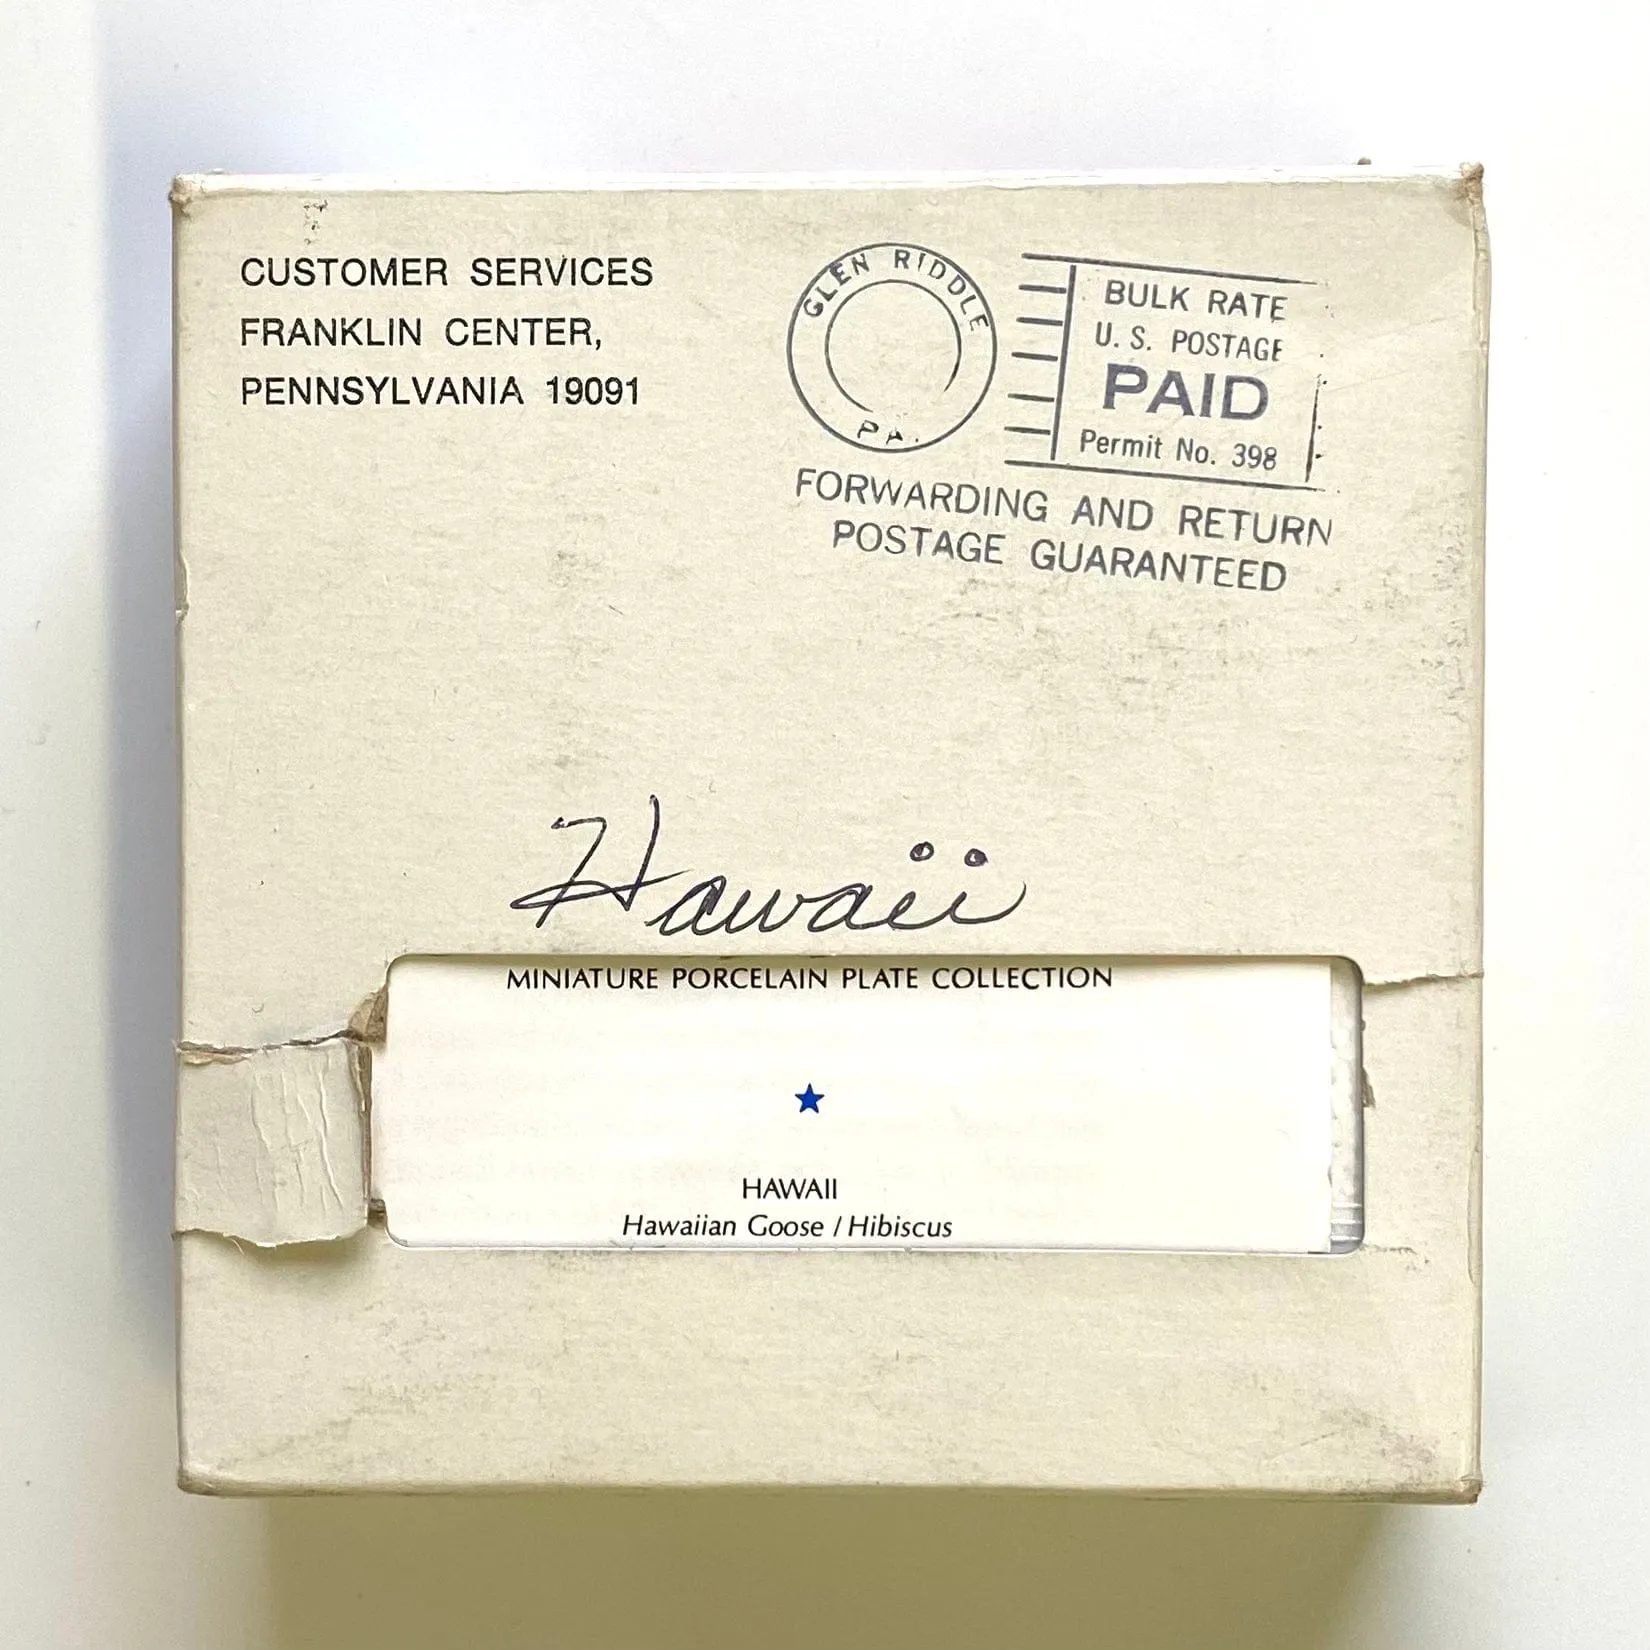 CUSTOMER SERVICES
FRANKLIN CENTER,
PENNSYLVANIA 19091
GLEN RIDDLE
PA.
BULK RATE
U. S. POSTAGE
PAID
Permit No. 398
FORWARDING AND RETURN
POSTAGE GUARANTEED
Hawaii
MINIATURE PORCELAIN PLATE COLLECTION
HAWAII
Hawaiian Goose / Hibiscus